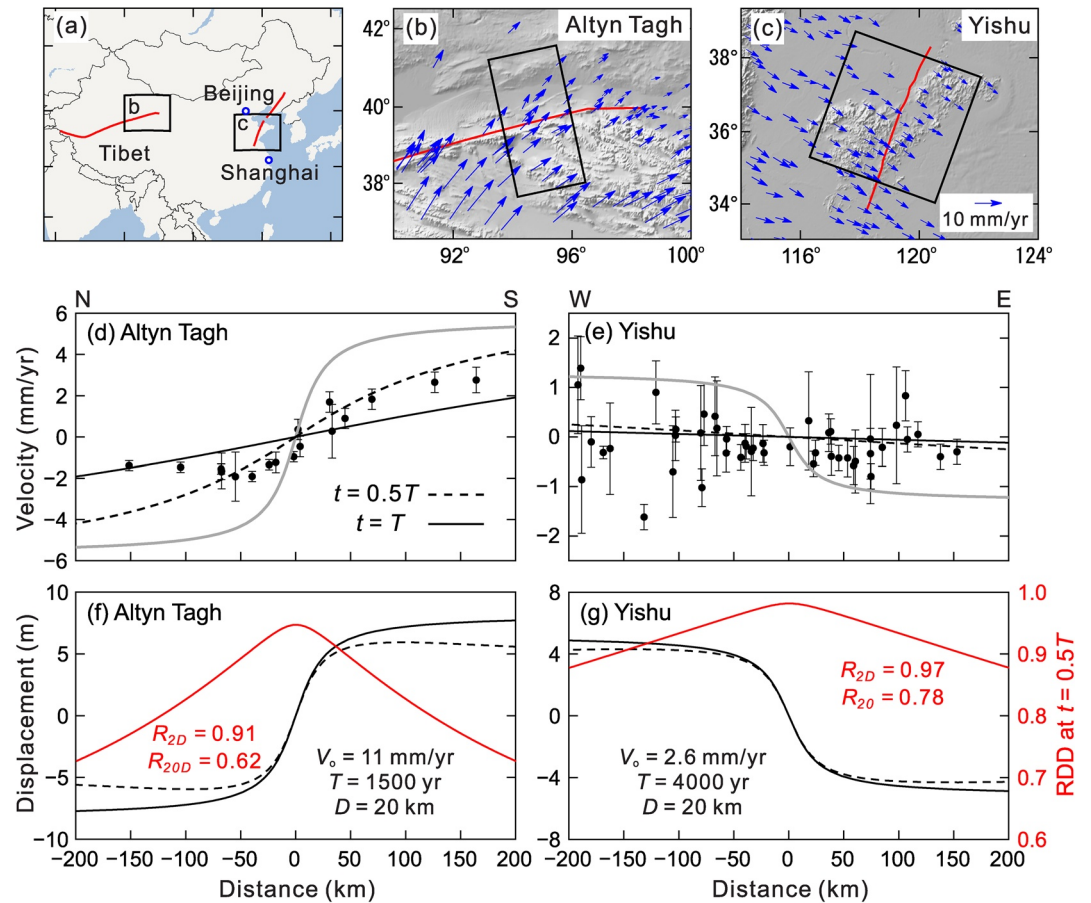 (a)
b
Beijing
c
Tibet
Shanghai
(b)
Altyn Tagh
42°
40°
38°
92°
96°
100°
(c)
Yishu
38°
36°
34°
10 mm/yr
116°
120°
124°
N
S
(d) Altyn Tagh
Velocity (mm/yr)
6
4
2
0
−2
−4
−6
t = 0.5T
t = T
W
E
(e) Yishu
2
1
0
−1
−2
(f) Altyn Tagh
Displacement (m)
10
5
0
−5
−10
R2D = 0.91
R20D = 0.62
Vo = 11 mm/yr
T = 1500 yr
D = 20 km
−200 −150 −100 −50 0 50 100 150 200
Distance (km)
(g) Yishu
8
4
0
−4
−8
R2D = 0.97
R20 = 0.78
Vo = 2.6 mm/yr
T = 4000 yr
D = 20 km
−200 −150 −100 −50 0 50 100 150 200
Distance (km)
1.0
0.9
0.8
0.7
0.6
RDD at t = 0.5T